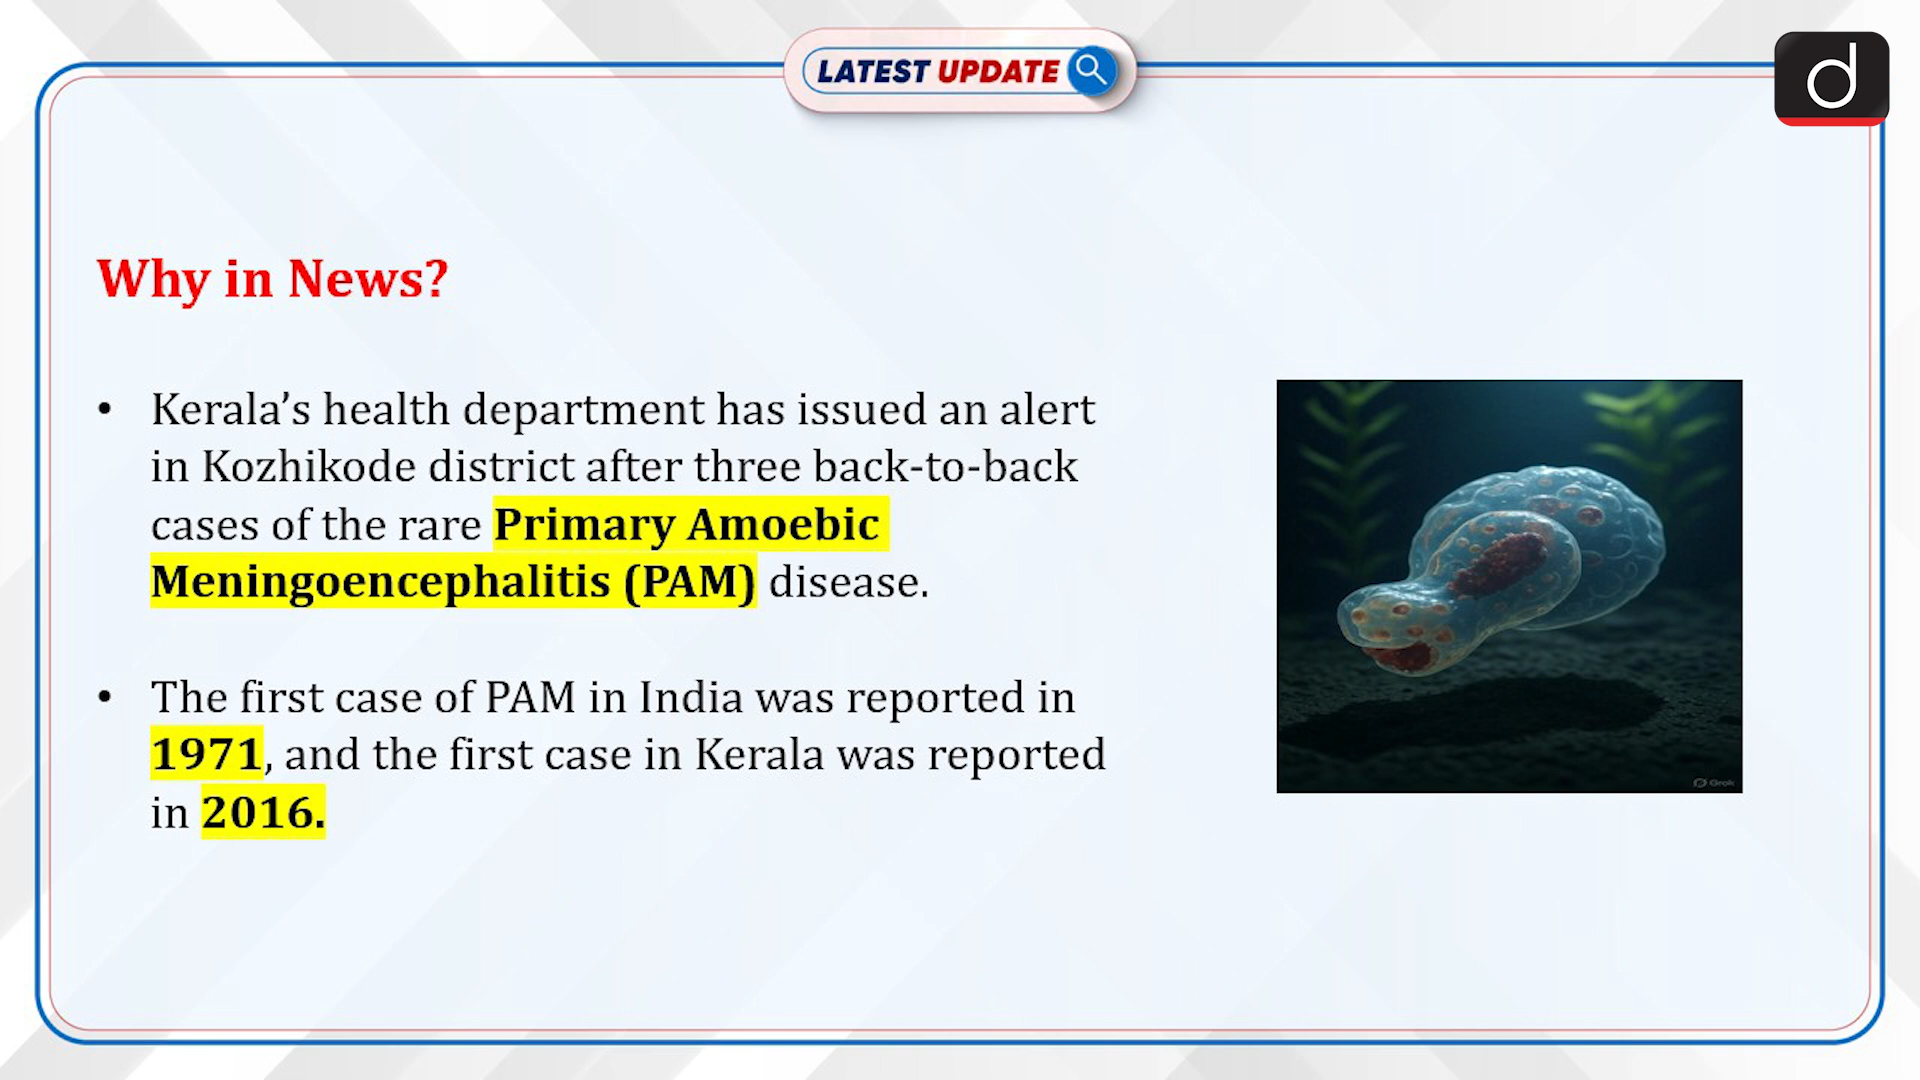 LATEST UPDATE
d
Why in News?
• Kerala’s health department has issued an alert
in Kozhikode district after three back-to-back
cases of the rare Primary Amoebic
Meningoencephalitis (PAM) disease.
• The first case of PAM in India was reported in
1971, and the first case in Kerala was reported
in 2016.
Grok